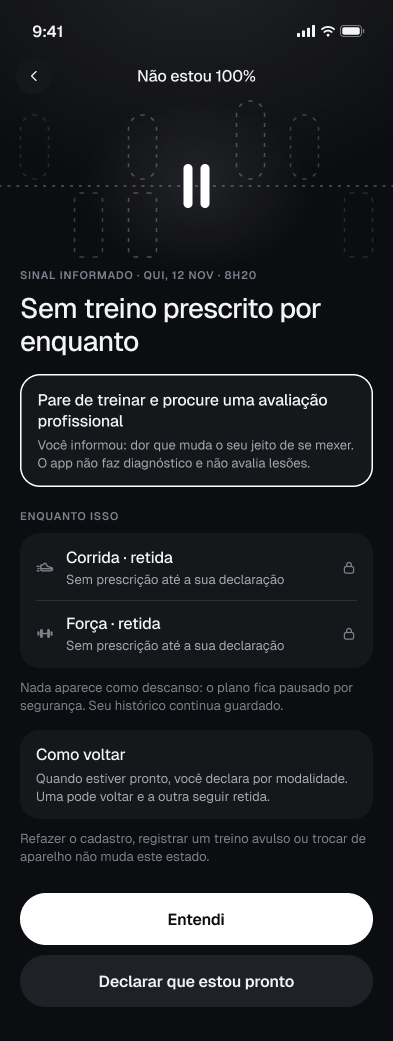 9:41
Não estou 100%
SINAL INFORMADO · QUI, 12 NOV · 8H20
Sem treino prescrito por
enquanto
Pare de treinar e procure uma avaliação
profissional
Você informou: dor que muda o seu jeito de se mexer.
O app não faz diagnóstico e não avalia lesões.
ENQUANTO ISSO
Corrida · retida
Sem prescrição até a sua declaração
Força · retida
Sem prescrição até a sua declaração
Nada aparece como descanso: o plano fica pausado por
segurança. Seu histórico continua guardado.
Como voltar
Quando estiver pronto, você declara por modalidade.
Uma pode voltar e a outra seguir retida.
Refazer o cadastro, registrar um treino avulso ou trocar de
aparelho não muda este estado.
Entendi
Declarar que estou pronto